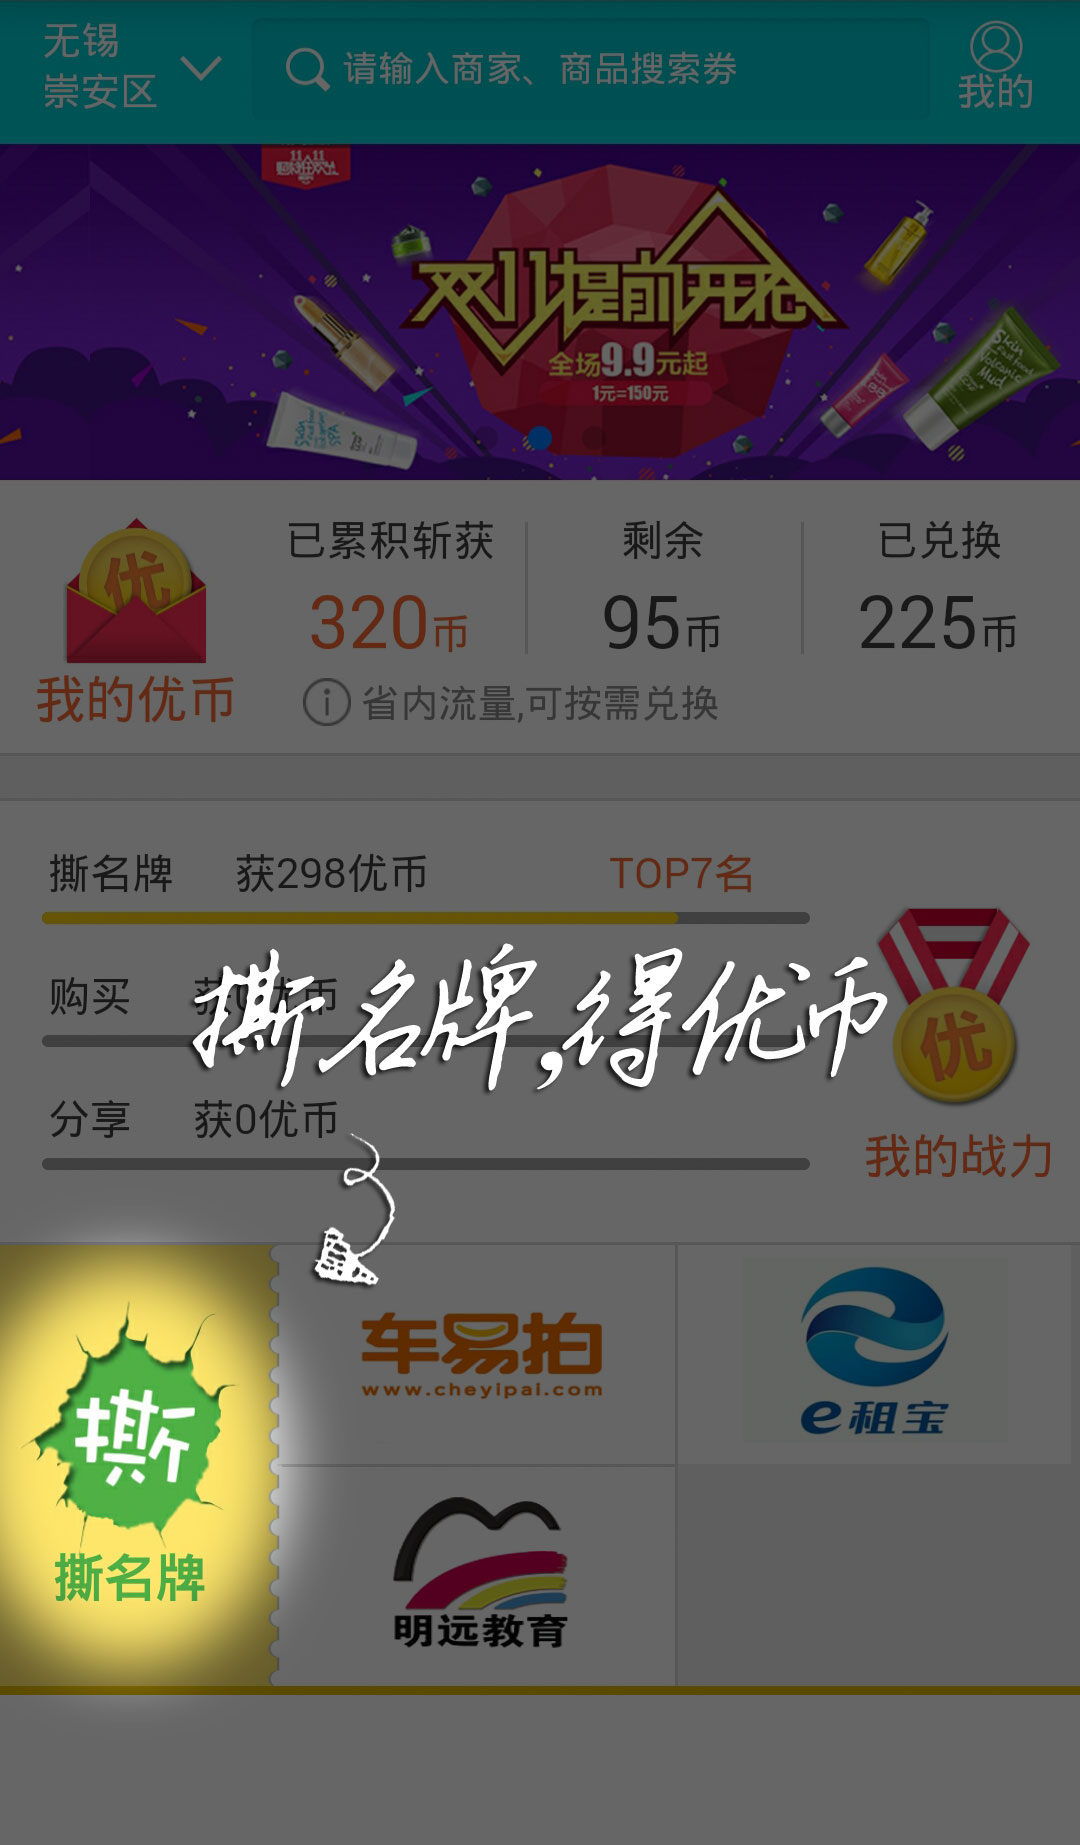 无锡
崇安区
请输入商家、商品搜索券
我的
11 11
双11提前开抢
全场9.9元起
1元=150元
优
我的优币
已累积斩获
320币
剩余
95币
已兑换
225币
省内流量,可按需兑换
撕名牌 获298优币 TOP7名
购买 获0优币
撕名牌,得优币
分享 获0优币
优
我的战力
撕
撕名牌
车易拍
www.cheyipai.com
e租宝
明远教育